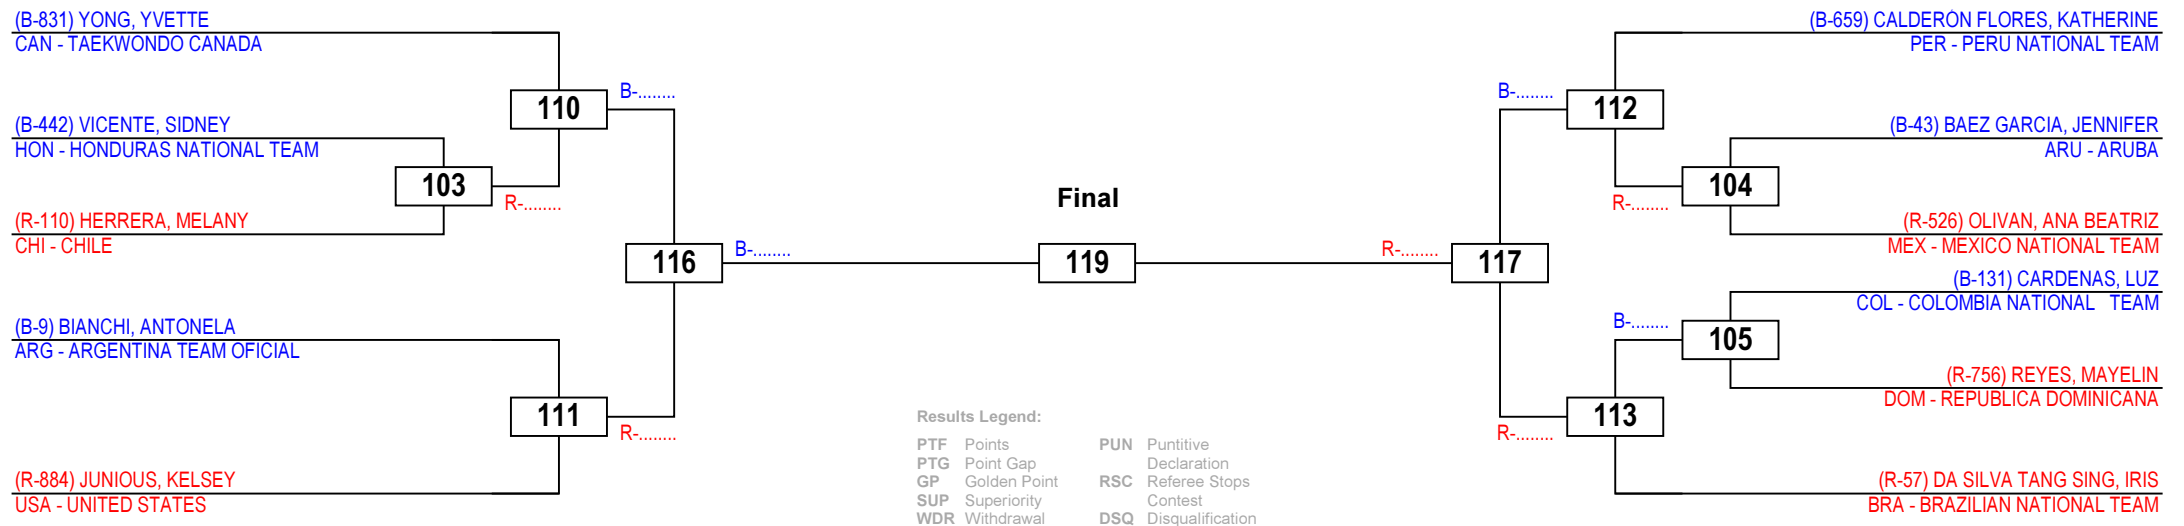 (B-831) YONG, YVETTE
CAN - TAEKWONDO CANADA
(B-442) VICENTE, SIDNEY
HON - HONDURAS NATIONAL TEAM
(R-110) HERRERA, MELANY
CHI - CHILE
(B-9) BIANCHI, ANTONELA
ARG - ARGENTINA TEAM OFICIAL
(R-884) JUNIOUS, KELSEY
USA - UNITED STATES
103
R-........
110
B-........
111
R-........
116
B-........
Final
119
R-........
117
B-........
112
R-........
104
B-........
105
R-........
113
(B-659) CALDERÓN FLORES, KATHERINE
PER - PERU NATIONAL TEAM
(B-43) BAEZ GARCIA, JENNIFER
ARU - ARUBA
(R-526) OLIVAN, ANA BEATRIZ
MEX - MEXICO NATIONAL TEAM
(B-131) CARDENAS, LUZ
COL - COLOMBIA NATIONAL TEAM
(R-756) REYES, MAYELIN
DOM - REPUBLICA DOMINICANA
(R-57) DA SILVA TANG SING, IRIS
BRA - BRAZILIAN NATIONAL TEAM
Results Legend:
PTF Points
PTG Point Gap
GP Golden Point
SUP Superiority
WDR Withdrawal
PUN Puntitive
Declaration
RSC Referee Stops
Contest
DSQ Disqualification